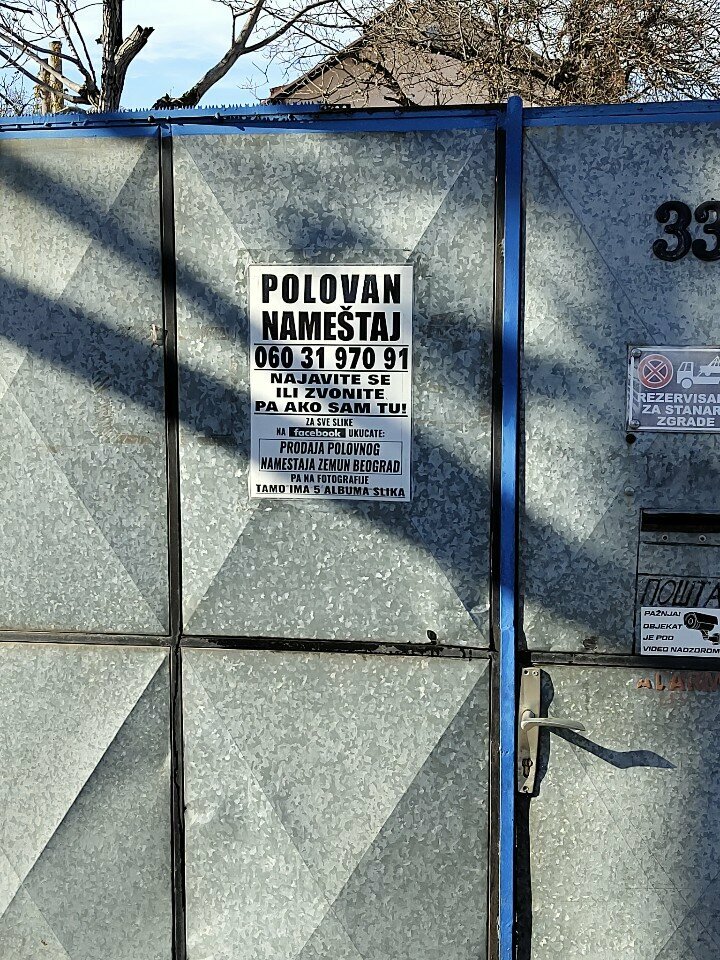 POLOVAN
NAMEŠTAJ
060 31 970 91
NAJAVITE SE
ILI ZVONITE
PA AKO SAM TU!
ZA SVE SLIKE
NA facebook UKUCATE:
PRODAJA POLOVNOG
NAMESTAJA ZEMUN BEOGRAD
PA NA FOTOGRAFIJE
TAMO IMA 5 ALBUMA SLIKA
33
ZA STANAR
ZGRADE
ПОШТА
PAŽNJA!
OBJEKAT
JE POD
VIDEO NADZOROM